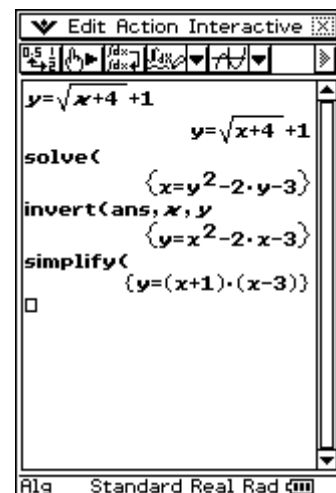 Edit Action Interactive
y=√x+4 +1
y=√x+4 +1
solve(
{x=y²-2·y-3}
invert(ans,x,y
{y=x²-2·x-3}
simplify(
{y=(x+1)·(x-3)}
Alg Standard Real Rad